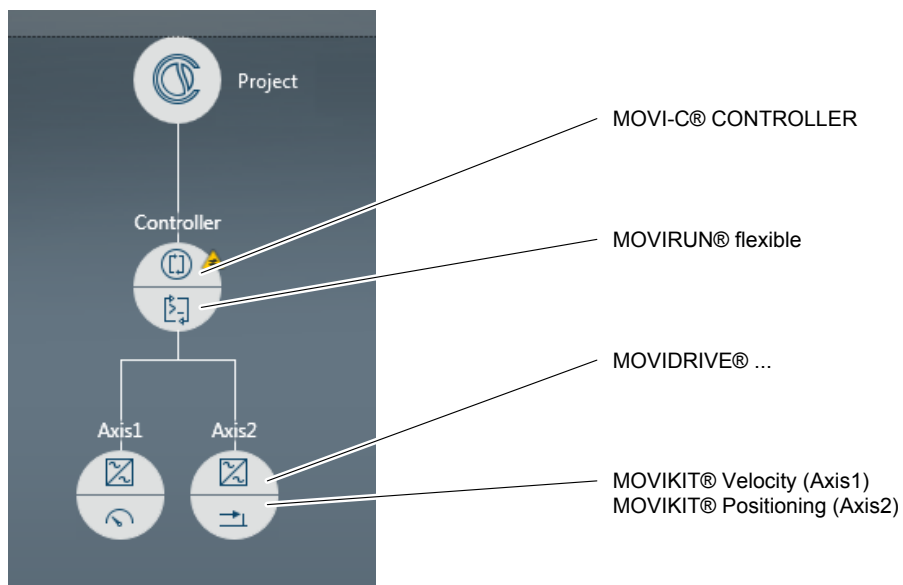 Project
MOVI-C® CONTROLLER
Controller
MOVIRUN® flexible
MOVIDRIVE® ...
Axis1
Axis2
MOVIKIT® Velocity (Axis1)
MOVIKIT® Positioning (Axis2)